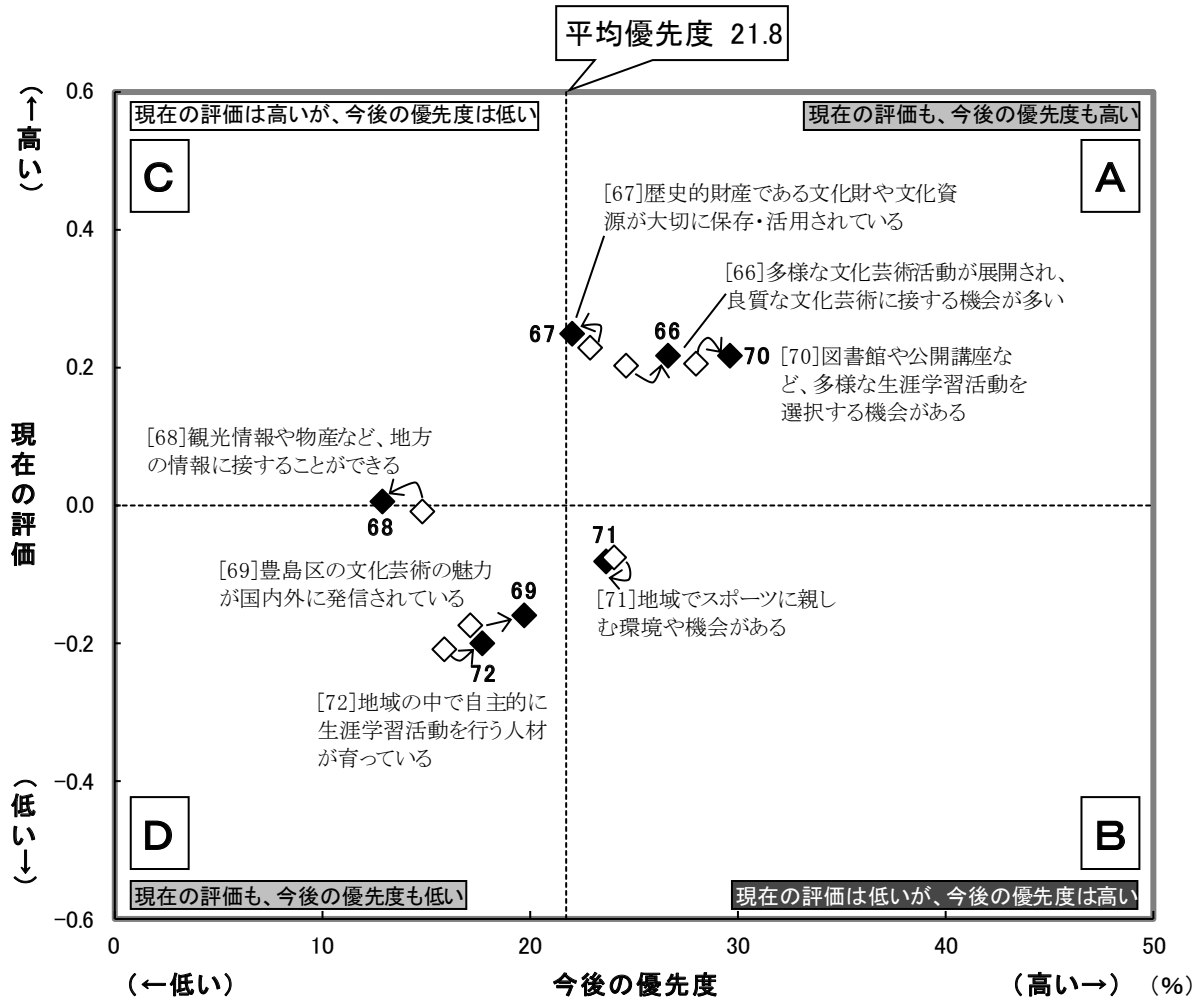 平均優先度 21.8
（←高い）
0.6
現在の評価は高いが、今後の優先度は低い
現在の評価も、今後の優先度も高い
C
A
[67]歴史的財産である文化財や文化資
源が大切に保存・活用されている
0.4
[66]多様な文化芸術活動が展開され、
良質な文化芸術に接する機会が多い
67
66
70
[70]図書館や公開講座な
ど、多様な生涯学習活動を
選択する機会がある
0.2
現在の評価
[68]観光情報や物産など、地方
の情報に接することができる
0.0
68
71
[69]豊島区の文化芸術の魅力
が国内外に発信されている
69
[71]地域でスポーツに親し
む環境や機会がある
-0.2
72
[72]地域の中で自主的に
生涯学習活動を行う人材
が育っている
-0.4
（低い→）
D
B
現在の評価も、今後の優先度も低い
現在の評価は低いが、今後の優先度は高い
-0.6
0
10
20
30
40
50
（←低い）
今後の優先度
（高い→）
（%）